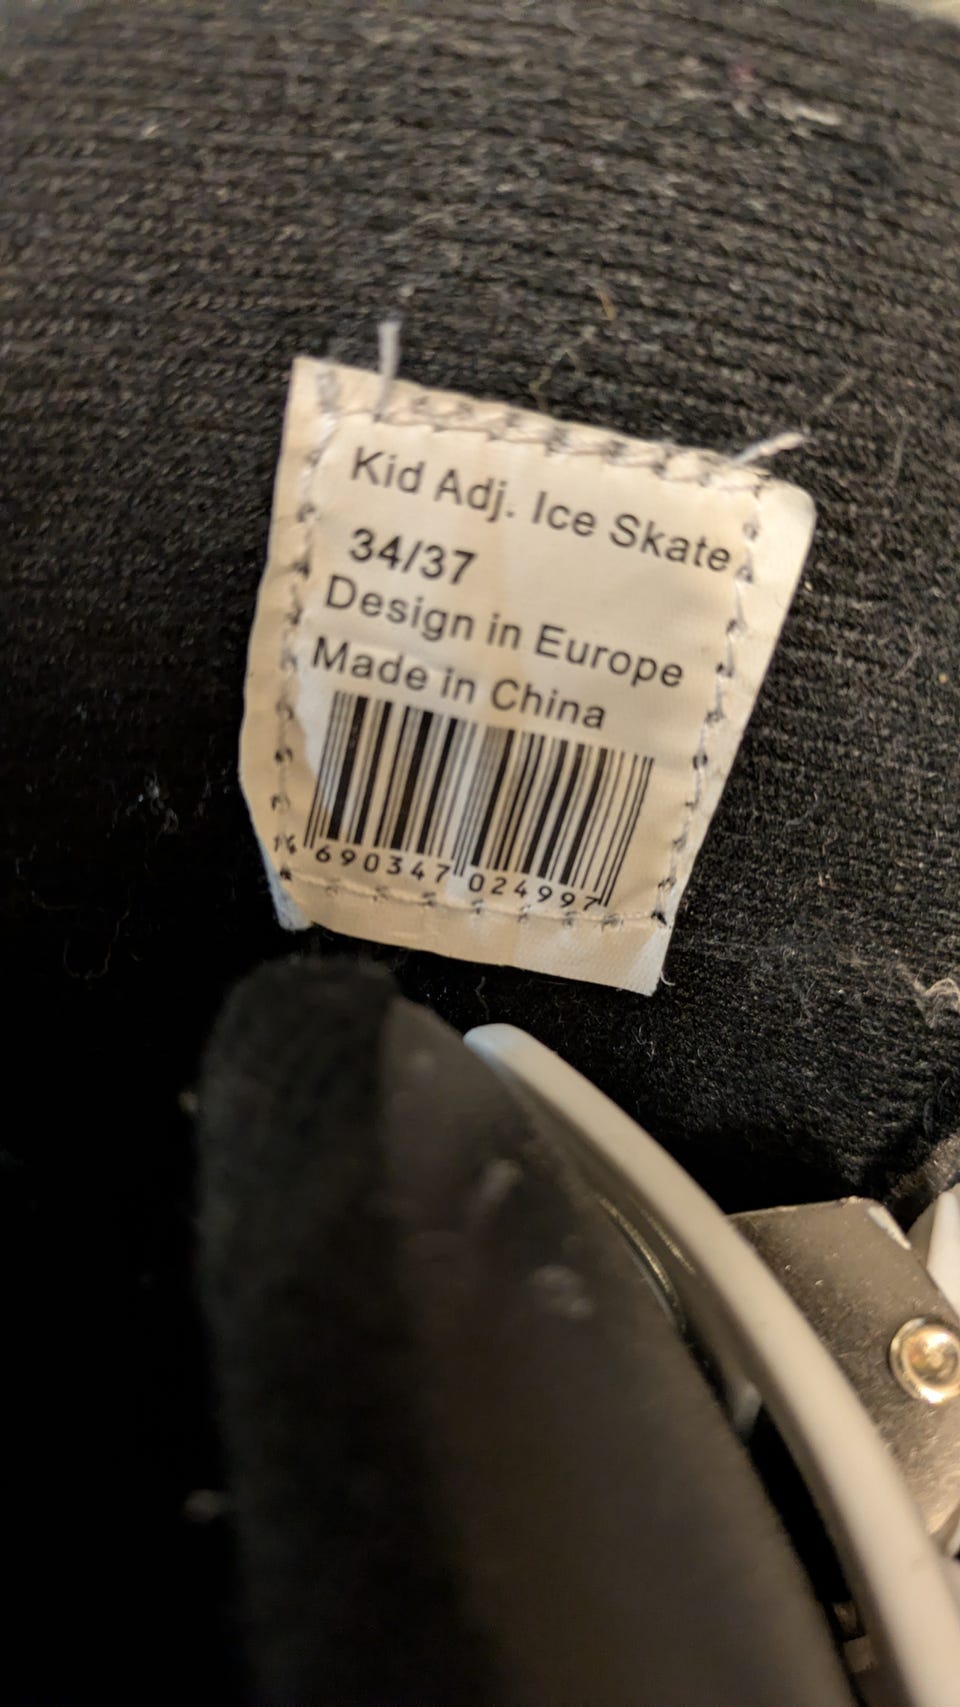 Kid Adj. Ice Skate
34/37
Design in Europe
Made in China
690347 024997